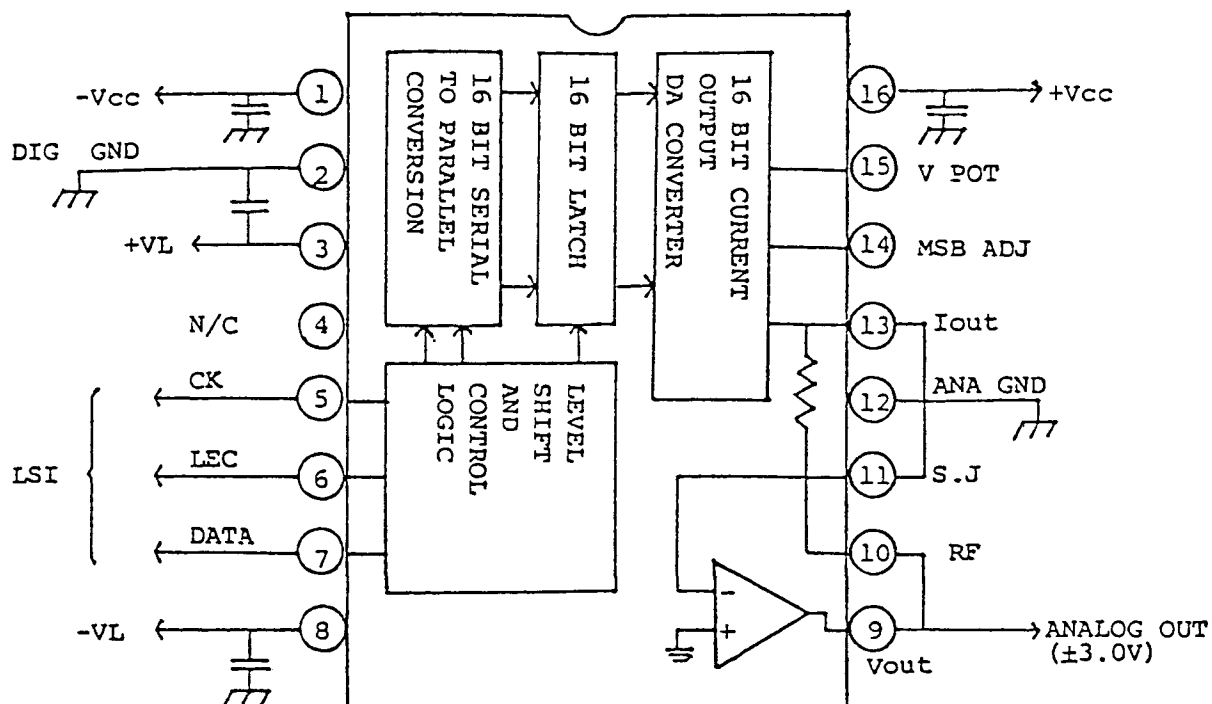 -Vcc
1
DIG GND
2
+VL
3
N/C
4
LSI
CK
5
LEC
6
DATA
7
-VL
8
16 BIT SERIAL
TO PARALLEL
CONVERSION
16 BIT LATCH
16 BIT CURRENT
OUTPUT
DA CONVERTER
LEVEL
SHIFT
AND
CONTROL
LOGIC
16
+Vcc
15
V POT
14
MSB ADJ
13
Iout
12
ANA GND
11
S.J
10
RF
-
+
9
Vout
ANALOG OUT
(±3.0V)